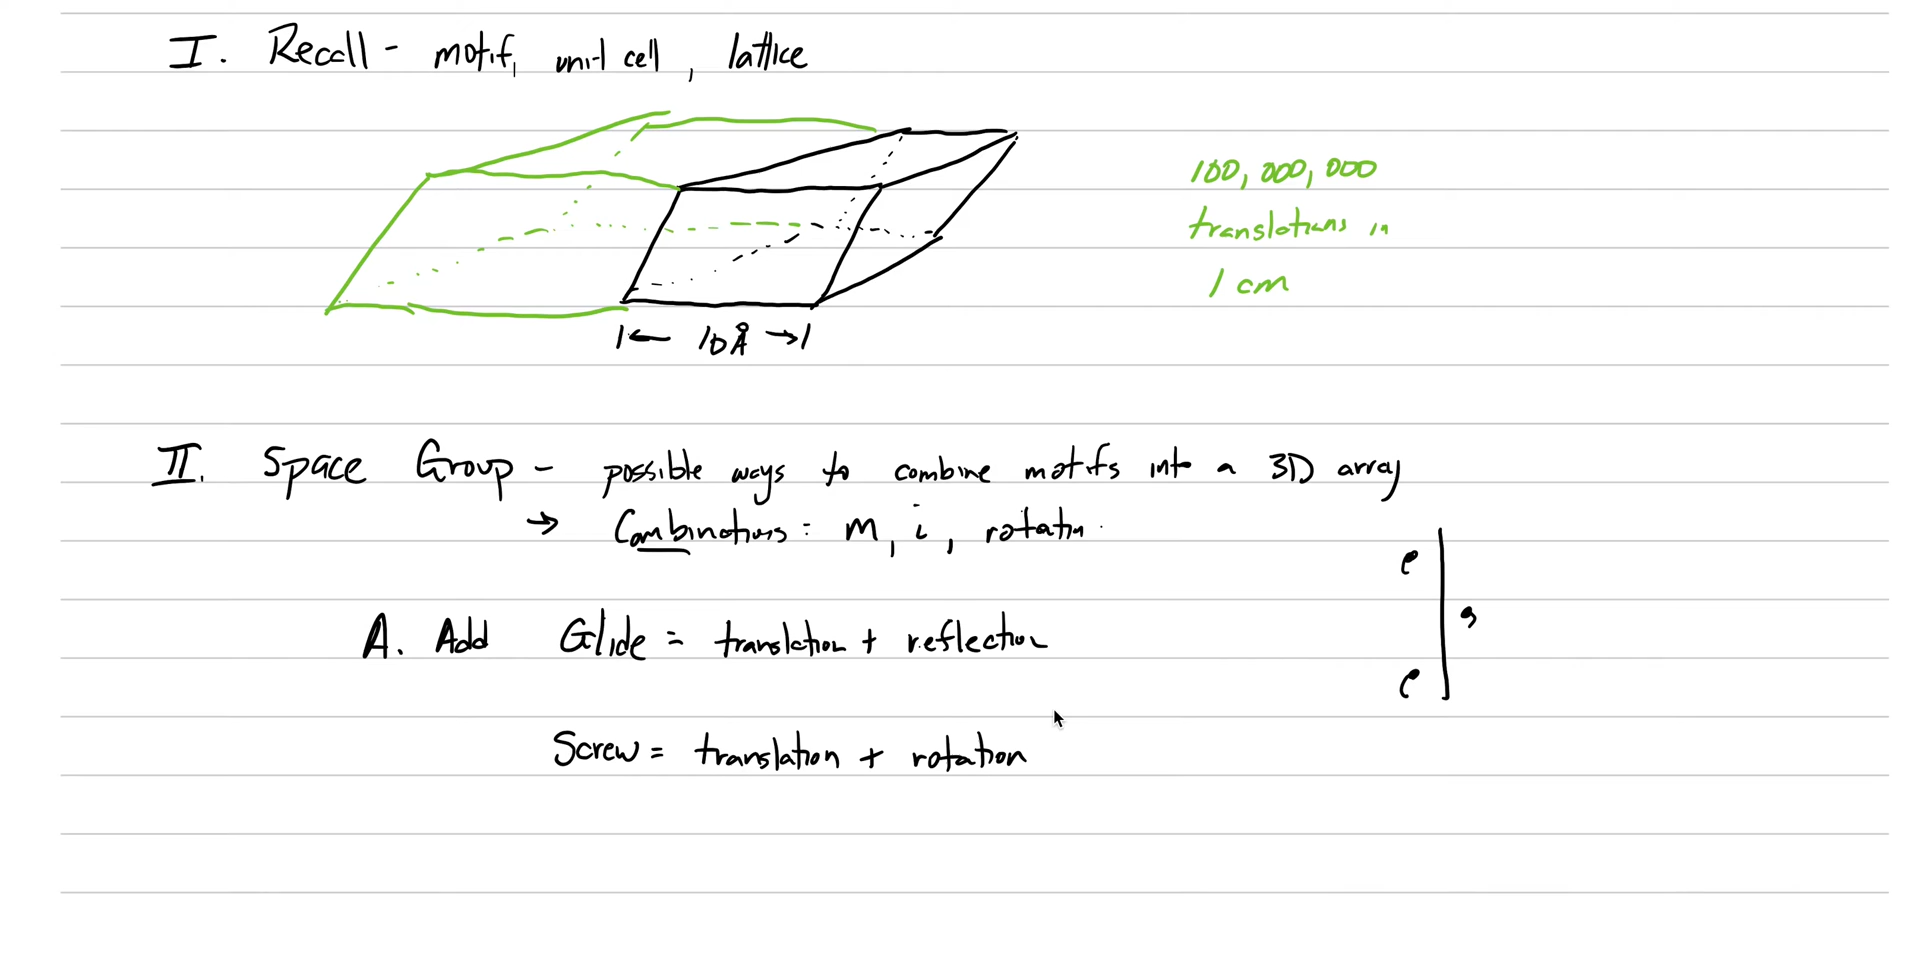 I. Recall - motif, unit cell, lattice
100,000,000
translations in
1 cm
|← 10Å →|
II. Space Group - possible ways to combine motifs into a 3D array
→ Combinations: m, i, rotation
A. Add Glide = translation + reflection
Screw = translation + rotation